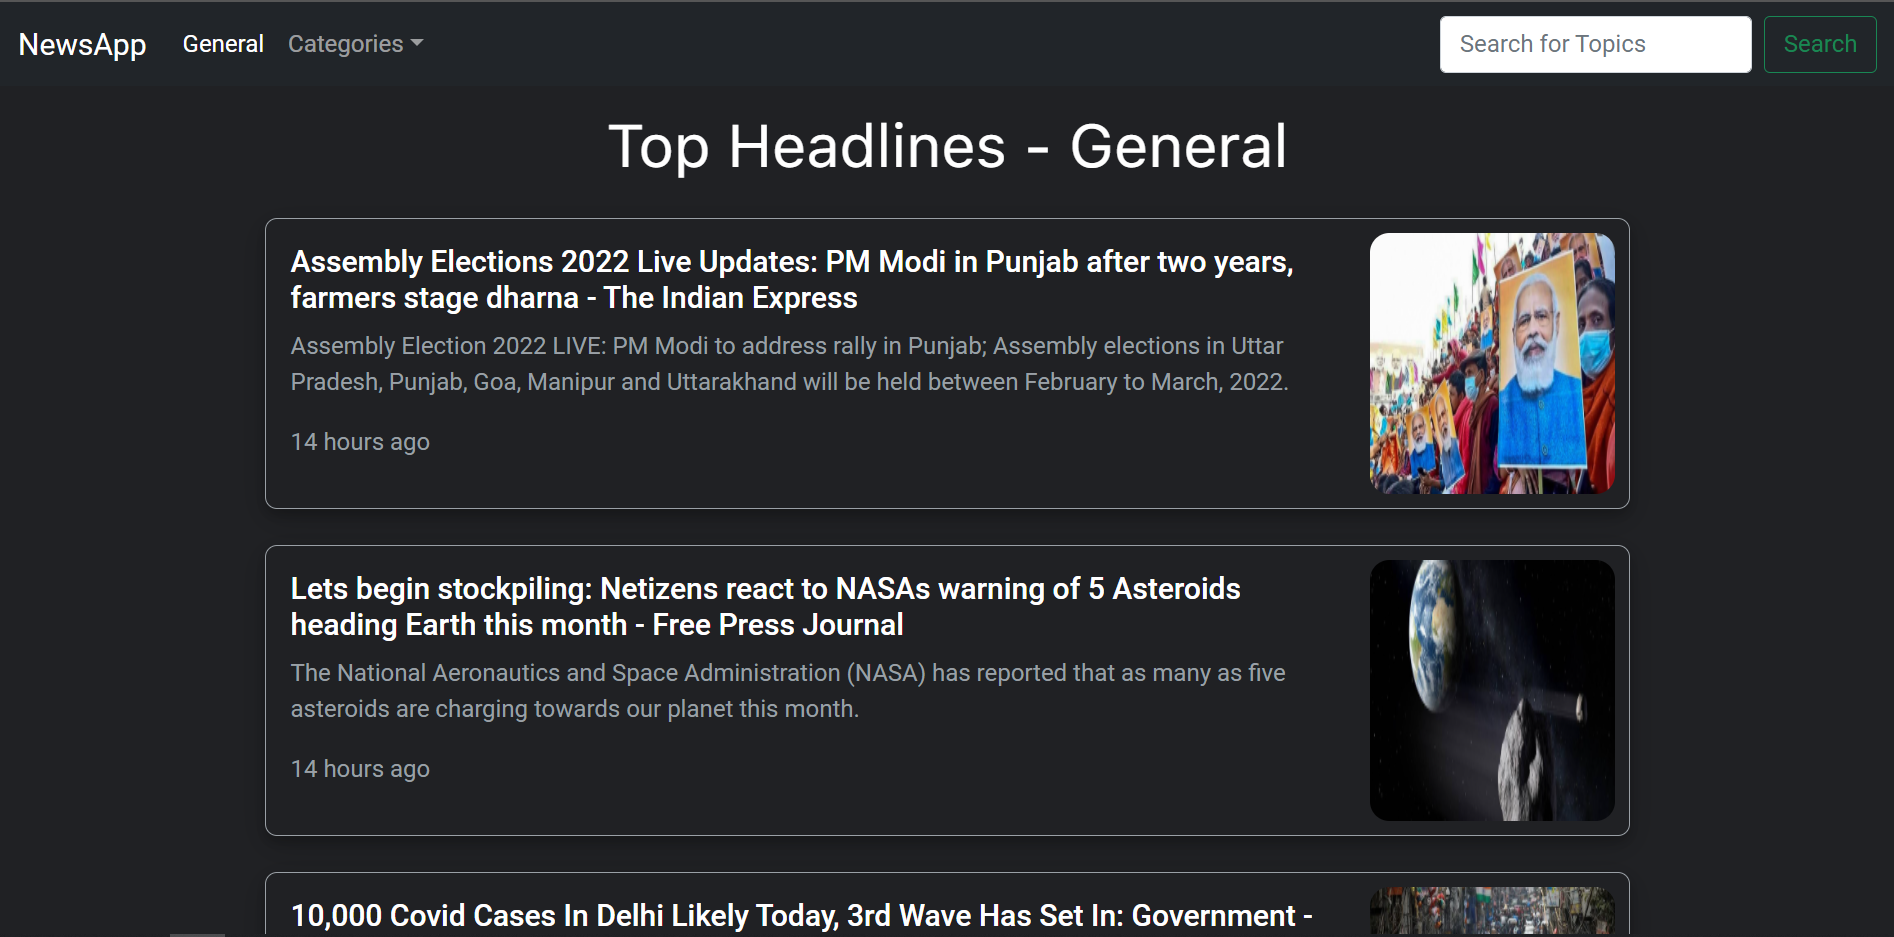 NewsApp General Categories Search for Topics Search
Top Headlines - General
Assembly Elections 2022 Live Updates: PM Modi in Punjab after two years,
farmers stage dharna - The Indian Express
Assembly Election 2022 LIVE: PM Modi to address rally in Punjab; Assembly elections in Uttar
Pradesh, Punjab, Goa, Manipur and Uttarakhand will be held between February to March, 2022.
14 hours ago
Lets begin stockpiling: Netizens react to NASAs warning of 5 Asteroids
heading Earth this month - Free Press Journal
The National Aeronautics and Space Administration (NASA) has reported that as many as five
asteroids are charging towards our planet this month.
14 hours ago
10,000 Covid Cases In Delhi Likely Today, 3rd Wave Has Set In: Government -